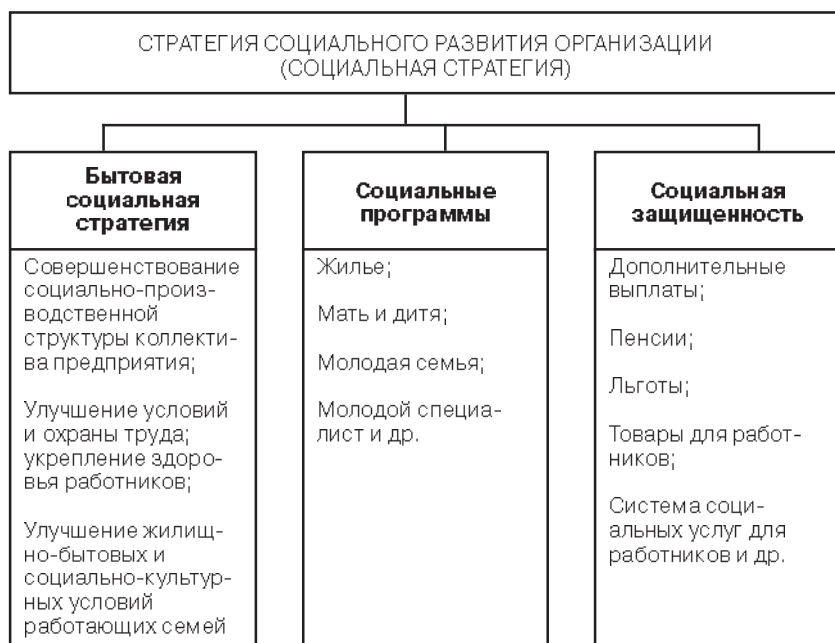 СТРАТЕГИЯ СОЦИАЛЬНОГО РАЗВИТИЯ ОРГАНИЗАЦИИ
(СОЦИАЛЬНАЯ СТРАТЕГИЯ)
Бытовая
социальная
стратегия
Совершенствование
социально-произ-
водственной
структуры коллекти-
ва предприятия;
Улучшение условий
и охраны труда;
укрепление здоро-
вья работников;
Улучшение жилищ-
но-бытовых и
социально-культур-
ных условий
работающих семей
Социальные
программы
Жилье;
Мать и дитя;
Молодая семья;
Молодой специа-
лист и др.
Социальная
защищенность
Дополнительные
выплаты;
Пенсии;
Льготы;
Товары для работ-
ников;
Система соци-
альных услуг для
работников и др.